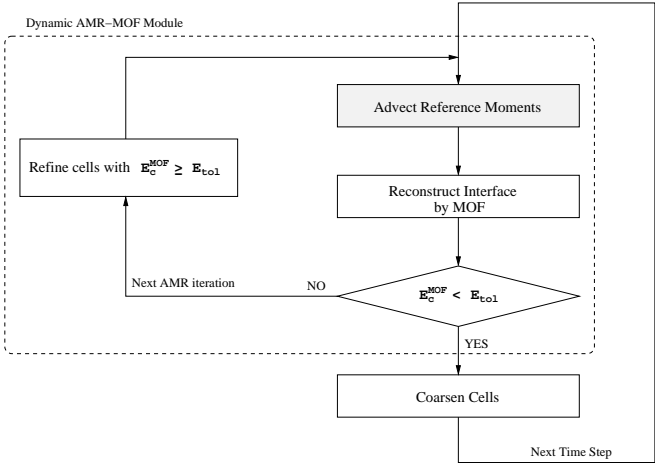 Dynamic AMR–MOF Module
Advect Reference Moments
Refine cells with E_c^MOF ≥ E_tol
Reconstruct Interface
by MOF
Next AMR iteration
NO
E_c^MOF < E_tol
YES
Coarsen Cells
Next Time Step